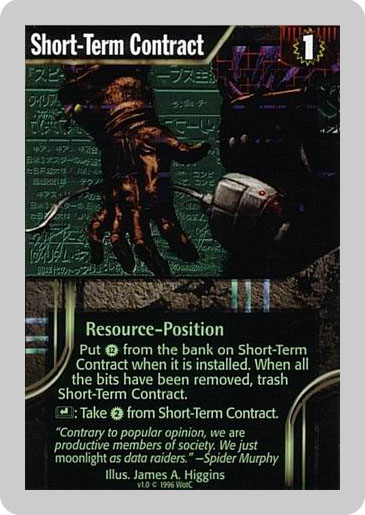 Short-Term Contract
1
Resource-Position
Put 12 from the bank on Short-Term
Contract when it is installed. When all
the bits have been removed, trash
Short-Term Contract.
: Take 2 from Short-Term Contract.
“Contrary to popular opinion, we are
productive members of society. We just
moonlight as data raiders.” –Spider Murphy
Illus. James A. Higgins
v1.0 © 1996 WotC